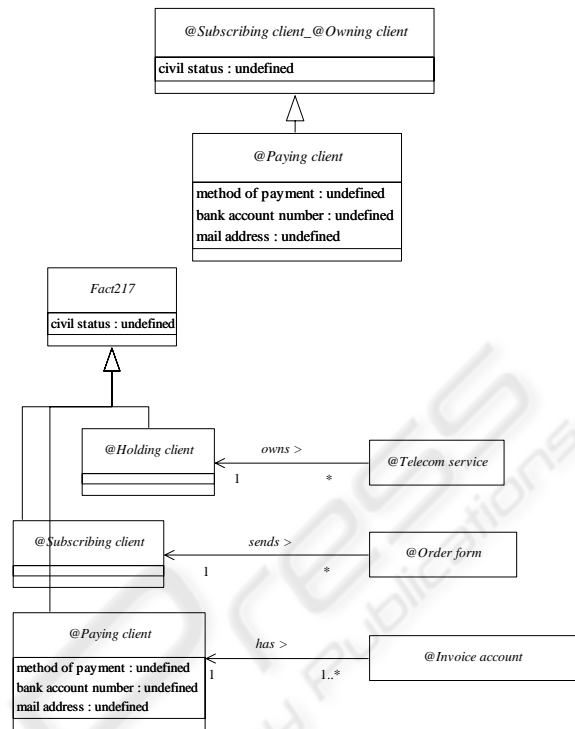 @Subscribing client_@Owning client
civil status : undefined
@Paying client
method of payment : undefined
bank account number : undefined
mail address : undefined
Fact217
civil status : undefined
@Holding client
owns >
@Telecom service
1
*
@Subscribing client
sends >
@Order form
1
*
@Paying client
has >
@Invoice account
1
1..*
method of payment : undefined
bank account number : undefined
mail address : undefined